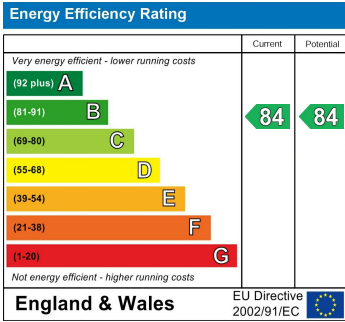 Energy Efficiency Rating
Current Potential
Very energy efficient - lower running costs
(92 plus) A
(81-91) B
84 84
(69-80) C
(55-68) D
(39-54) E
(21-38) F
(1-20) G
Not energy efficient - higher running costs
England & Wales
EU Directive
2002/91/EC